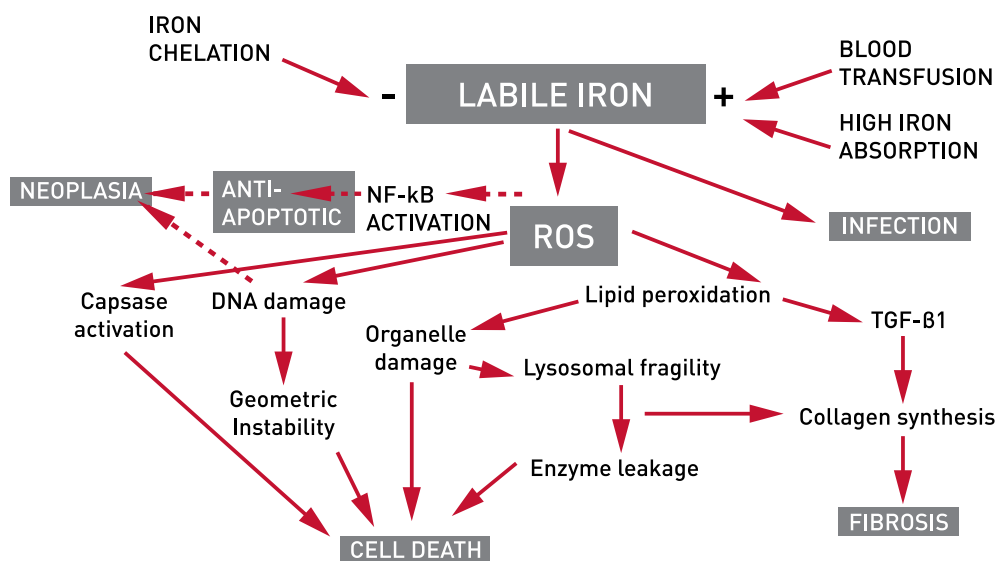 IRON
CHELATION
-
LABILE IRON
+
BLOOD
TRANSFUSION
HIGH IRON
ABSORPTION
NEOPLASIA
ANTI-
APOPTOTIC
NF-kB
ACTIVATION
ROS
INFECTION
Capsase
activation
DNA damage
Lipid peroxidation
TGF-β1
Organelle
damage
Lysosomal fragility
Geometric
Instability
Collagen synthesis
Enzyme leakage
CELL DEATH
FIBROSIS